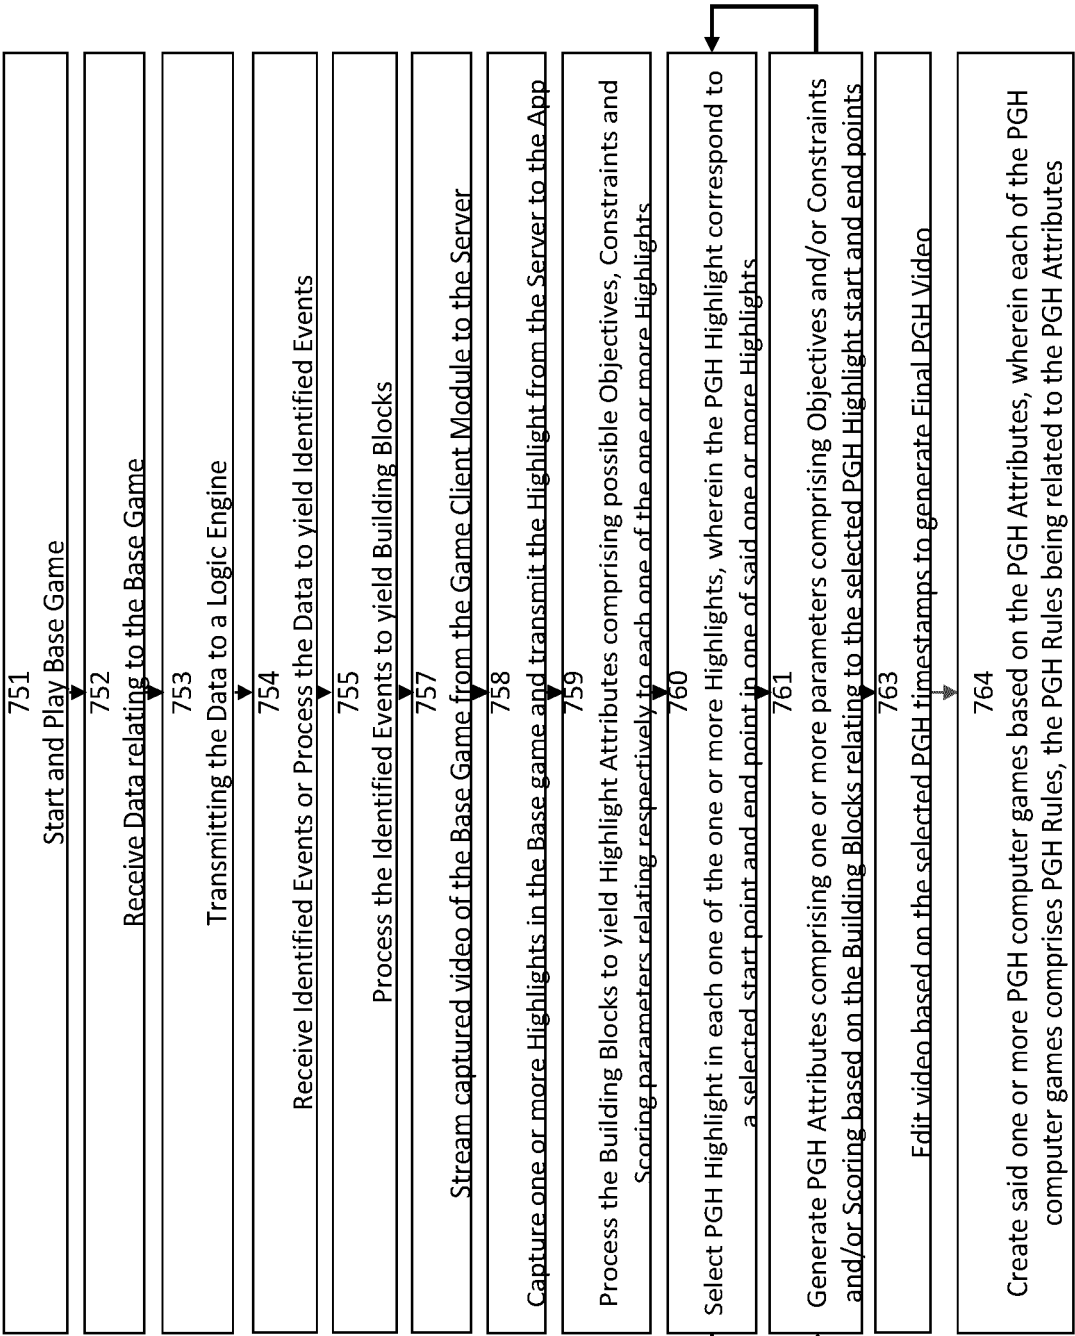 751
Start and Play Base Game
752
Receive Data relating to the Base Game
753
Transmitting the Data to a Logic Engine
754
Receive Identified Events or Process the Data to yield Identified Events
755
Process the Identified Events to yield Building Blocks
757
Stream captured video of the Base Game from the Game Client Module to the Server
758
Capture one or more Highlights in the Base game and transmit the Highlight from the Server to the App
759
Process the Building Blocks to yield Highlight Attributes comprising possible Objectives, Constraints and
Scoring parameters relating respectively to each one of the one or more Highlights
760
Select PGH Highlight in each one of the one or more Highlights, wherein the PGH Highlight correspond to
a selected start point and end point in one of said one or more Highlights
761
Generate PGH Attributes comprising one or more parameters comprising Objectives and/or Constraints
and/or Scoring based on the Building Blocks relating to the selected PGH Highlight start and end points
763
Edit video based on the selected PGH timestamps to generate Final PGH Video
764
Create said one or more PGH computer games based on the PGH Attributes, wherein each of the PGH
computer games comprises PGH Rules, the PGH Rules being related to the PGH Attributes